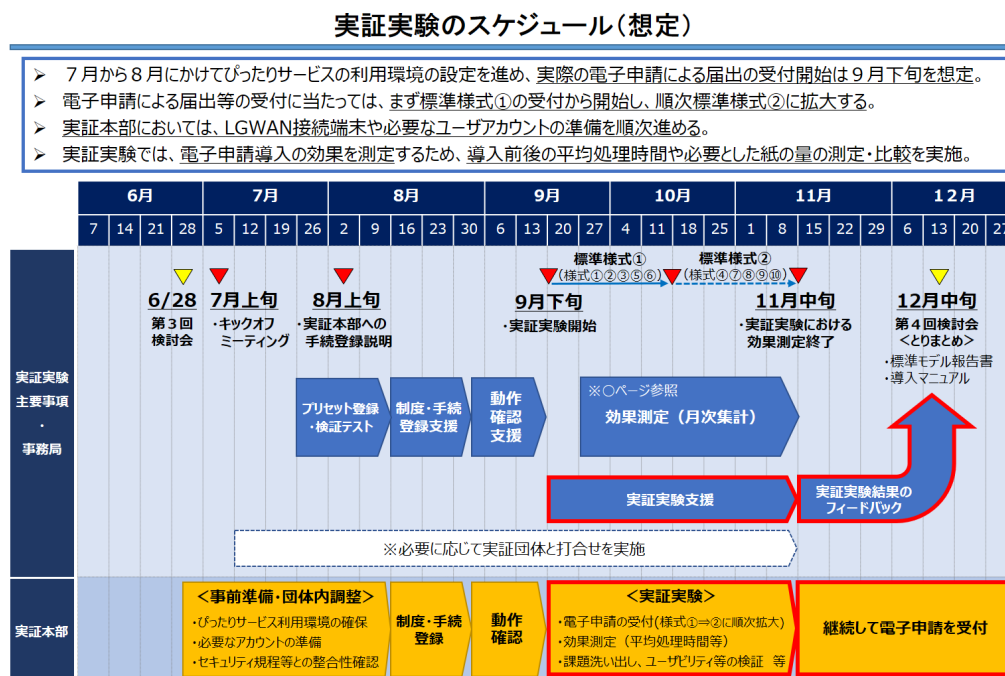 実証実験のスケジュール（想定）
➢ ７月から８月にかけてぴったりサービスの利用環境の設定を進め、実際の電子申請による届出の受付開始は９月下旬を想定。
➢ 電子申請による届出等の受付に当たっては、まず標準様式①の受付から開始し、順次標準様式②に拡大する。
➢ 実証本部においては、LGWAN接続端末や必要なユーザアカウントの準備を順次進める。
➢ 実証実験では、電子申請導入の効果を測定するため、導入前後の平均処理時間や必要とした紙の量の測定・比較を実施。
6月 7月 8月 9月 10月 11月 12月
7 14 21 28 5 12 19 26 2 9 16 23 30 6 13 20 27 4 11 18 25 1 8 15 22 29 6 13 20 27
実証実験
主要事項
・
事務局
6/28
第３回
検討会
7月上旬
・キックオフ
ミーティング
8月上旬
・実証本部への
手続登録説明
標準様式①
(様式①②③⑤⑥)
標準様式②
(様式④⑦⑧⑨⑩)
9月下旬
・実証実験開始
11月中旬
・実証実験における
効果測定終了
12月中旬
第４回検討会
＜とりまとめ＞
・標準モデル報告書
・導入マニュアル
プリセット登録
・検証テスト
制度・手続
登録支援
動作
確認
支援
※〇ページ参照
効果測定（月次集計）
実証実験支援
実証実験結果の
フィードバック
※必要に応じて実証団体と打合せを実施
実証本部
＜事前準備・団体内調整＞
・ぴったりサービス利用環境の確保
・必要なアカウントの準備
・セキュリティ規程等との整合性確認
制度・手続
登録
動作
確認
＜実証実験＞
・電子申請の受付(様式①⇒②に順次拡大)
・効果測定（平均処理時間等）
・課題洗い出し、ユーザビリティ等の検証 等
継続して電子申請を受付